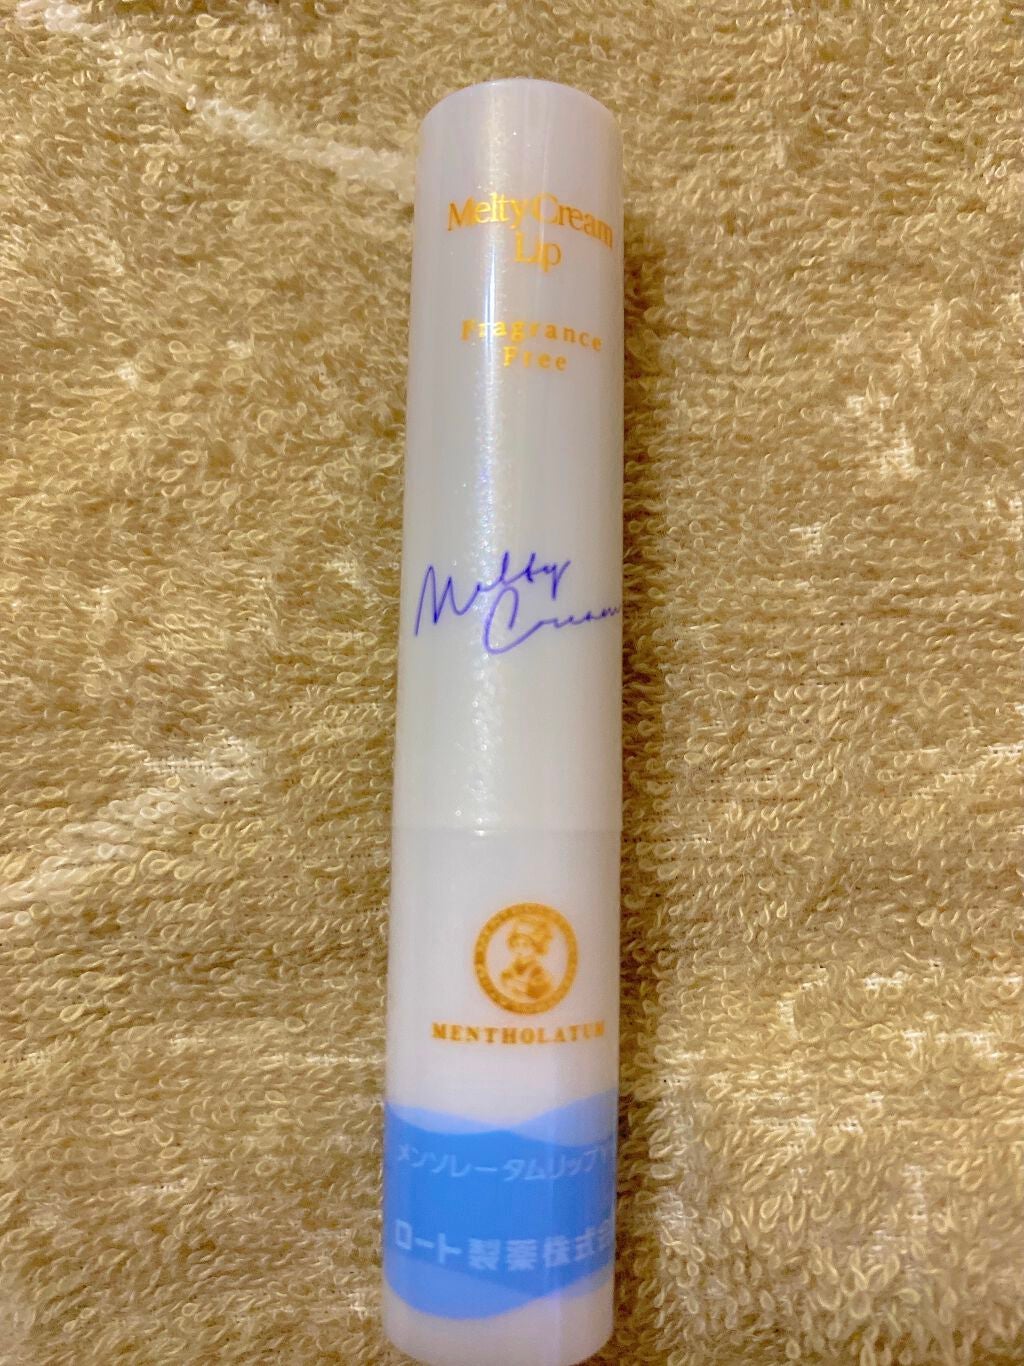 Melty Cream
Lip
Fragrance
Free
Melty
Cream
MENTHOLATUM
メンソレータムリップ
ロート製薬株式会